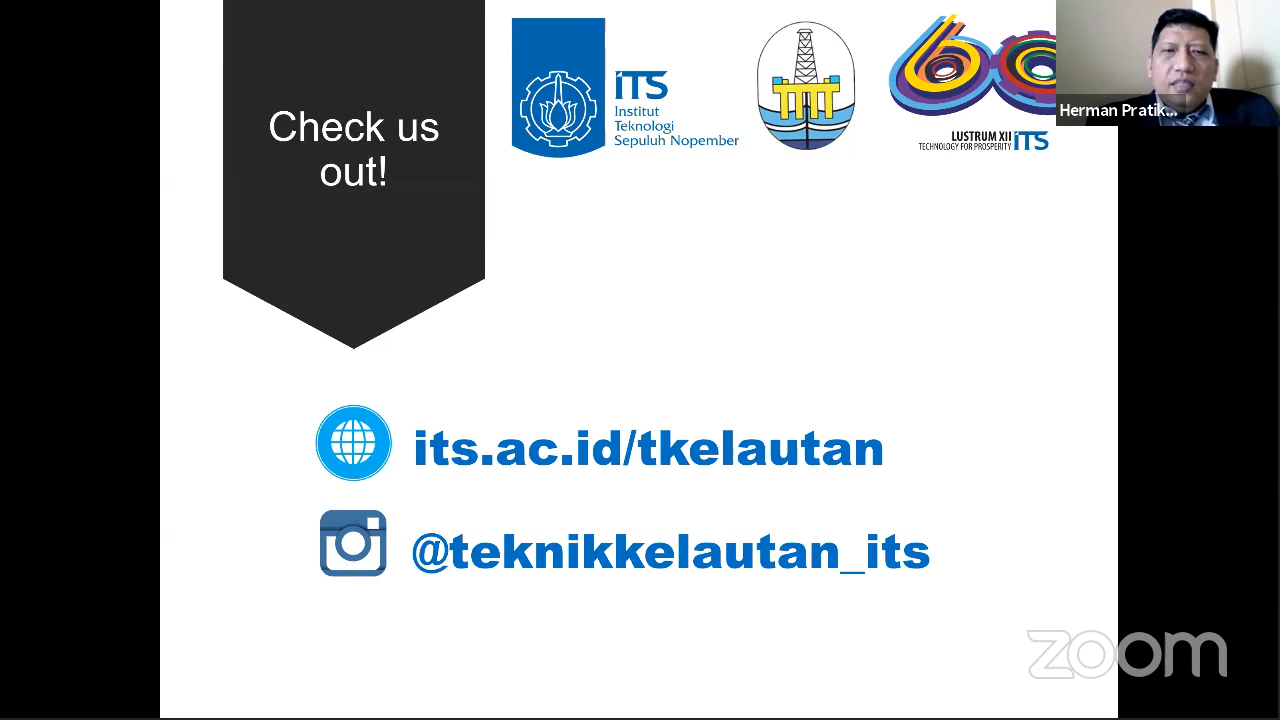 Check us
out!
iTS
Institut
Teknologi
Sepuluh Nopember
60
LUSTRUM XII
TECHNOLOGY FOR PROSPERITY iTS
Herman Pratik...
its.ac.id/tkelautan
@teknikkelautan_its
zoom